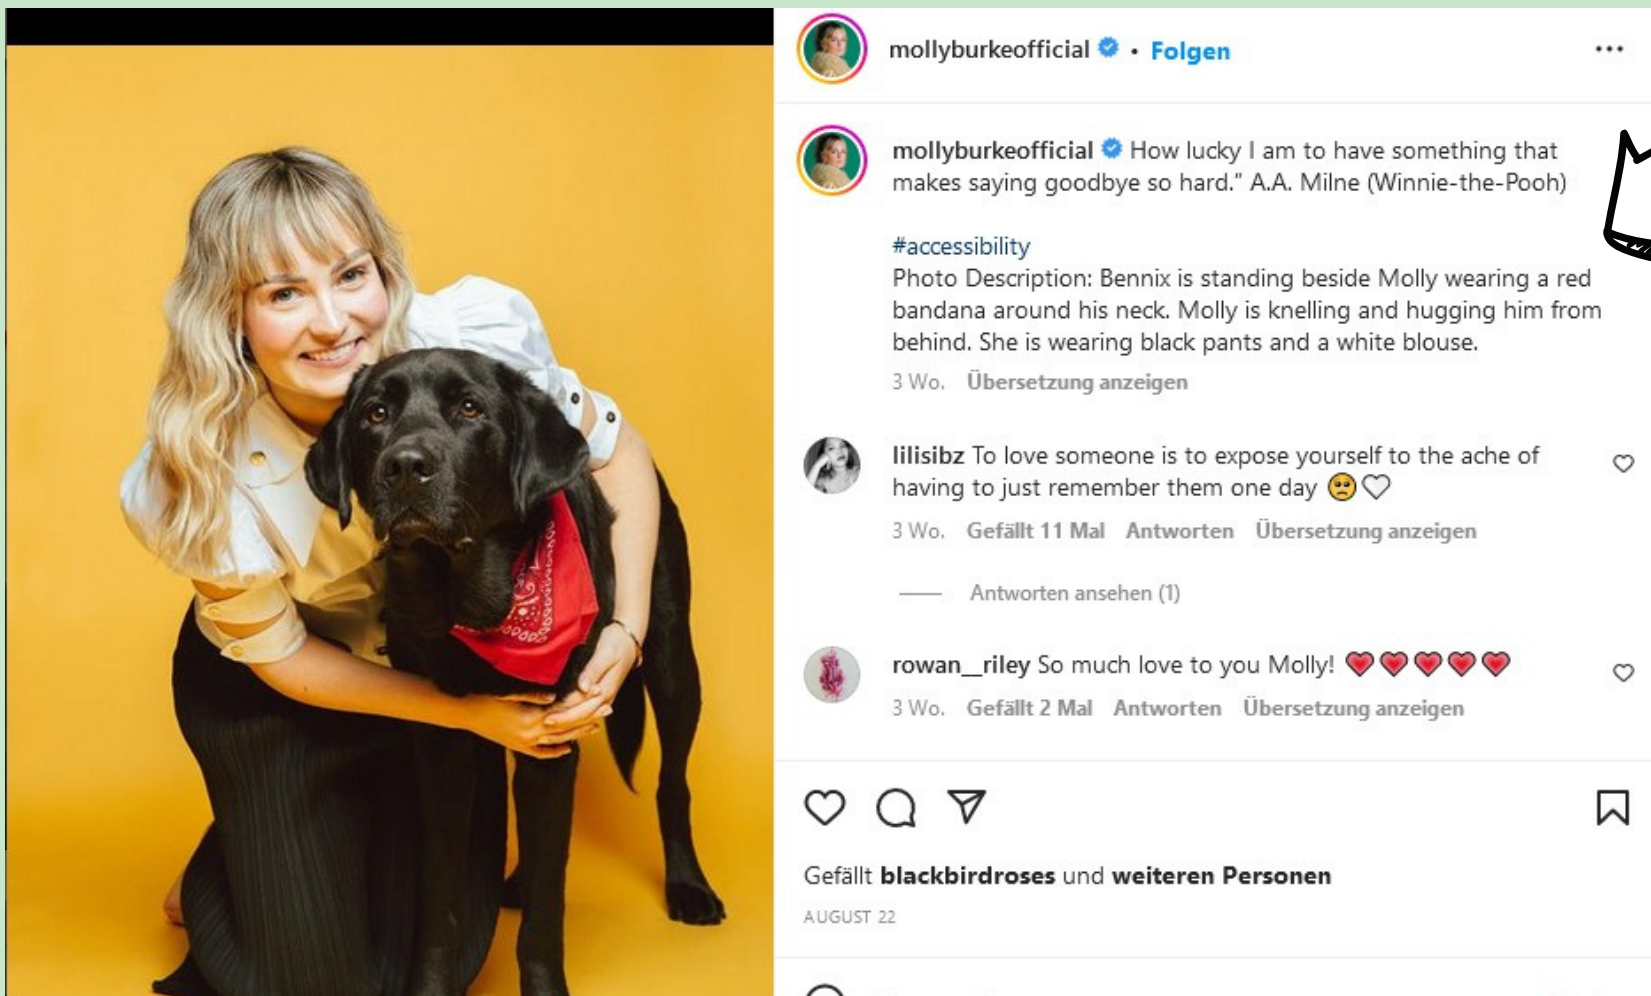 mollyburkeofficial • Folgen
mollyburkeofficial How lucky I am to have something that
makes saying goodbye so hard." A.A. Milne (Winnie-the-Pooh)
#accessibility
Photo Description: Bennix is standing beside Molly wearing a red
bandana around his neck. Molly is knelling and hugging him from
behind. She is wearing black pants and a white blouse.
3 Wo. Übersetzung anzeigen
lilisibz To love someone is to expose yourself to the ache of
having to just remember them one day 🥺🤍
3 Wo. Gefällt 11 Mal Antworten Übersetzung anzeigen
Antworten ansehen (1)
rowan__riley So much love to you Molly! ❤️❤️❤️❤️❤️
3 Wo. Gefällt 2 Mal Antworten Übersetzung anzeigen
Gefällt blackbirdroses und weiteren Personen
AUGUST 22